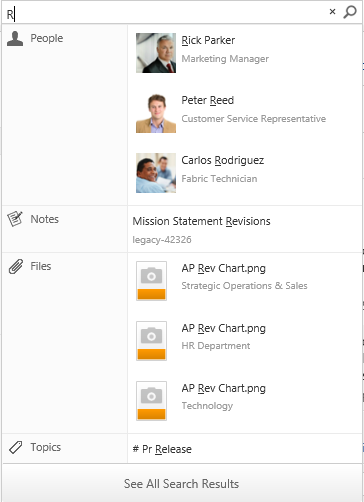 R
People
Rick Parker
Marketing Manager
Peter Reed
Customer Service Representative
Carlos Rodriguez
Fabric Technician
Notes
Mission Statement Revisions
legacy-42326
Files
AP Rev Chart.png
Strategic Operations & Sales
AP Rev Chart.png
HR Department
AP Rev Chart.png
Technology
Topics
# Pr Release
See All Search Results